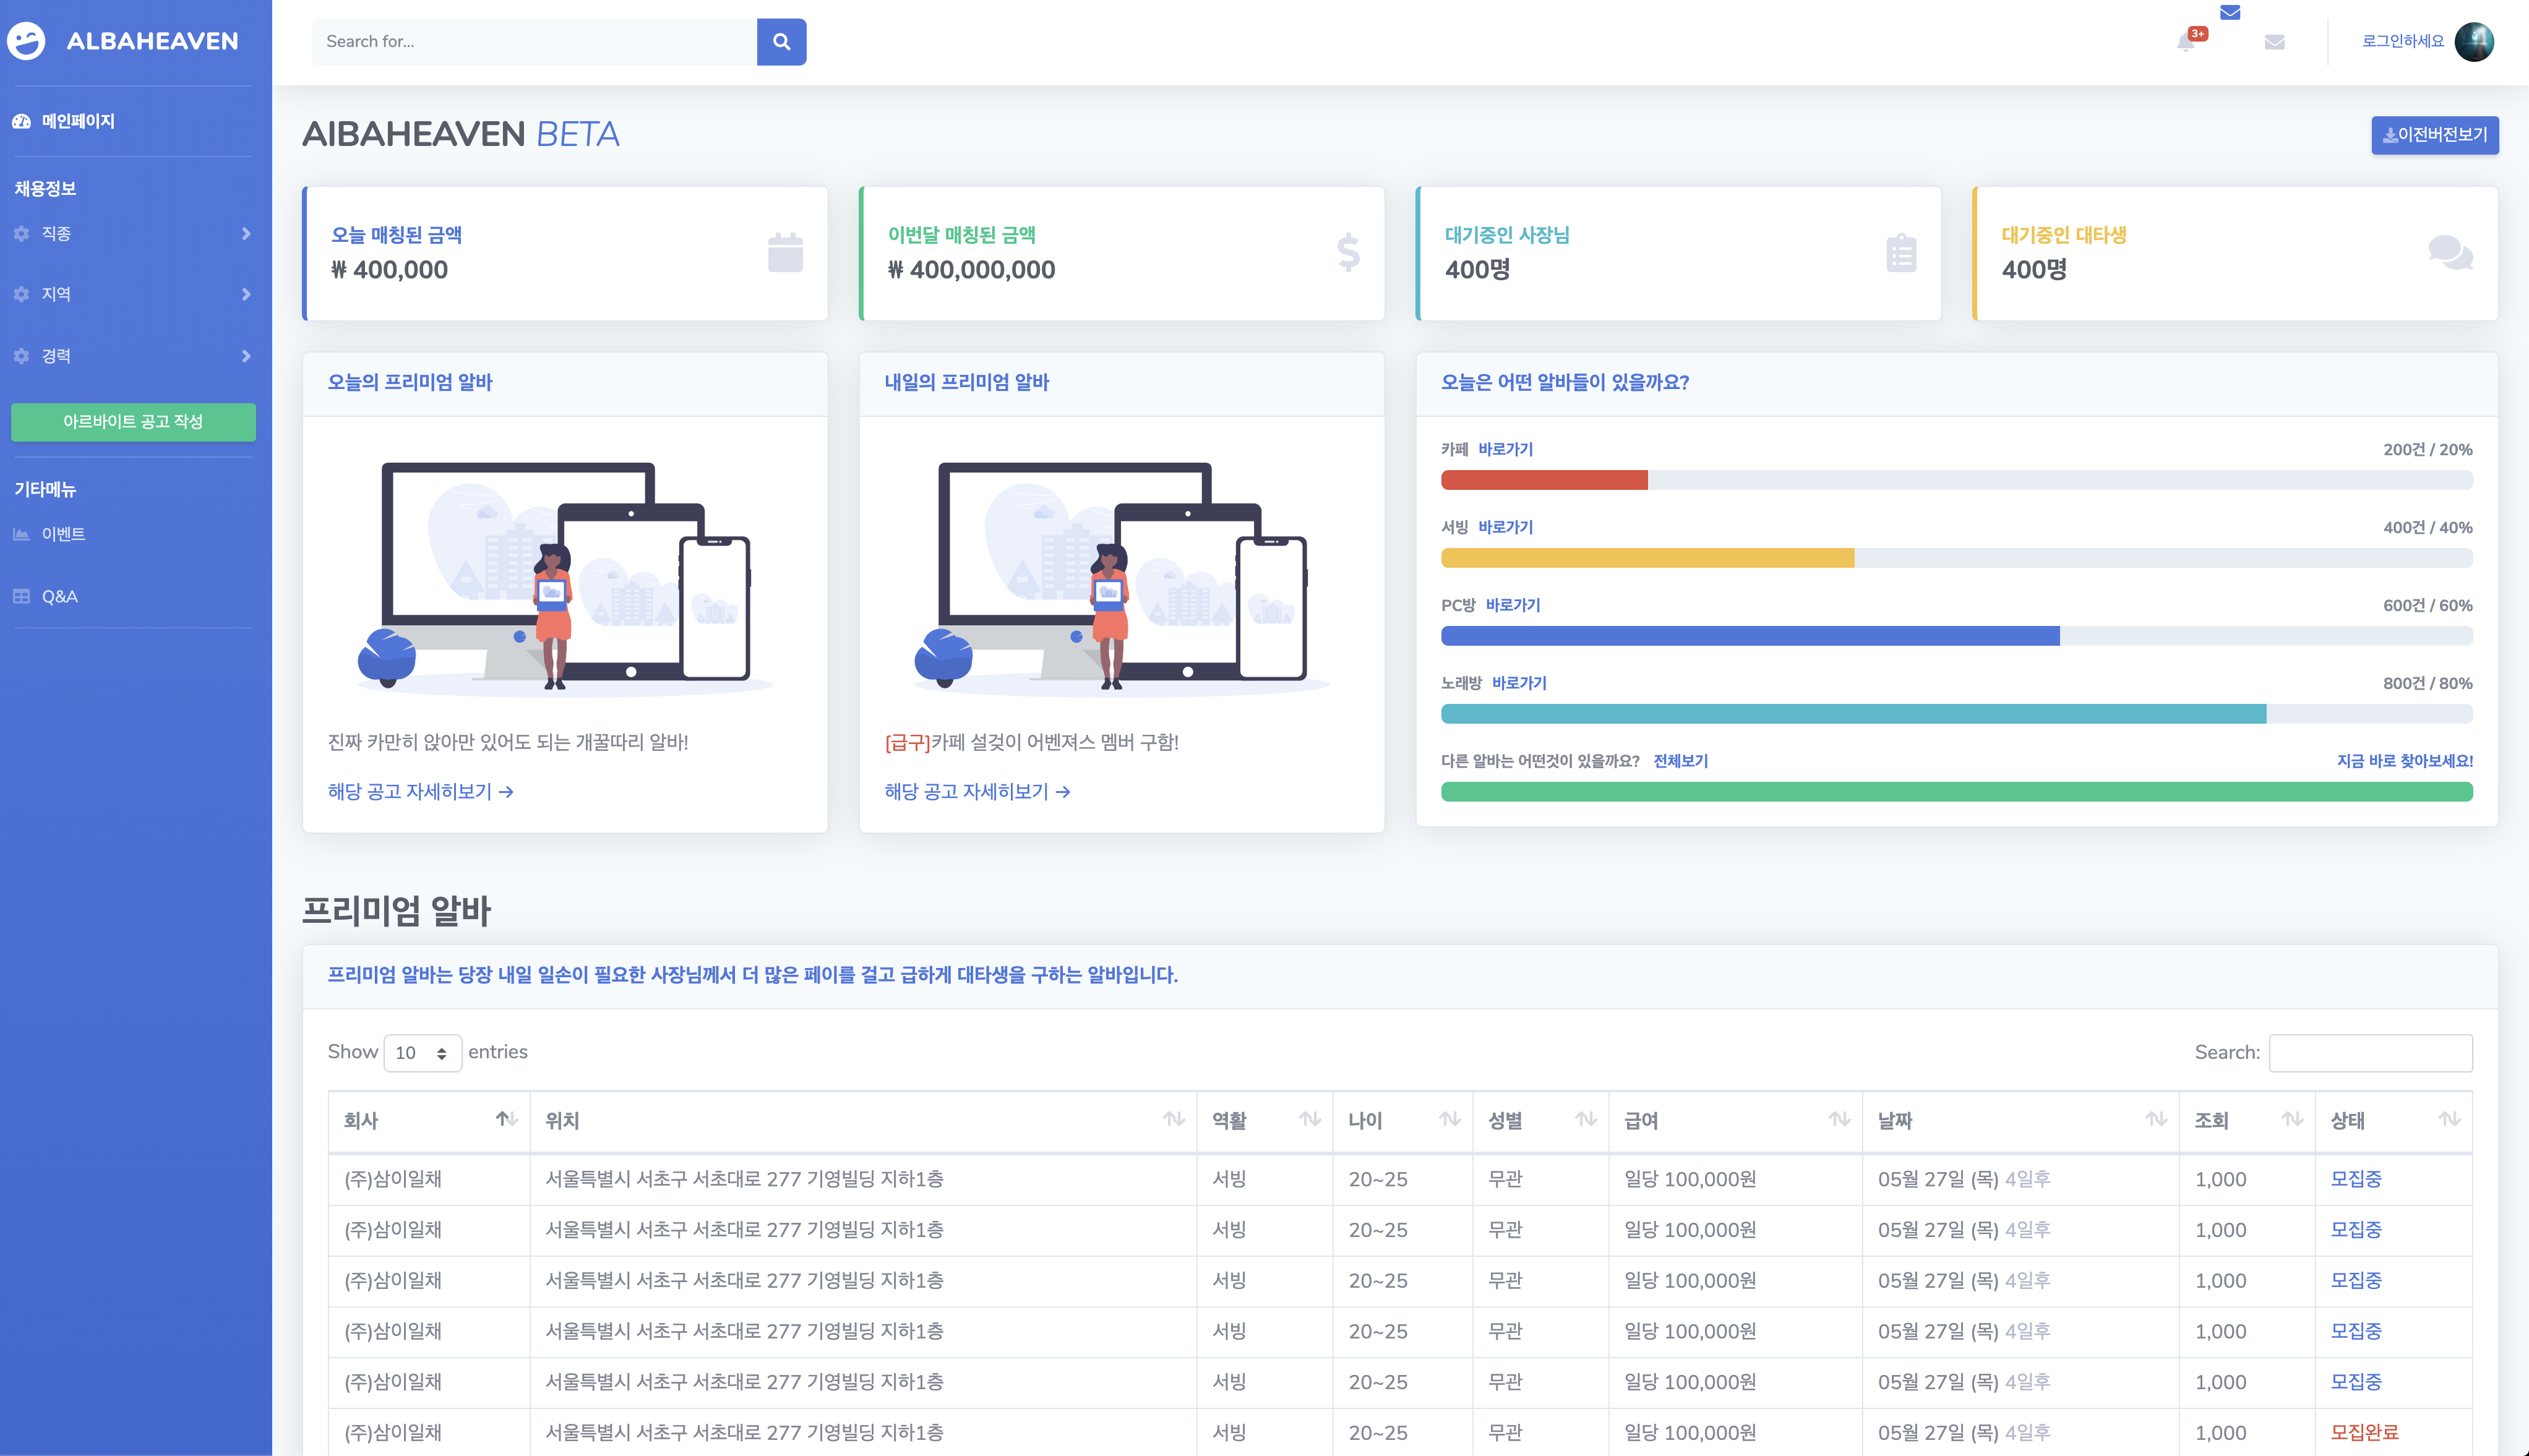 ALBAHEAVEN
메인페이지
채용정보
직종
지역
경력
아르바이트 공고 작성
기타메뉴
이벤트
Q&A
Search for...
3+
로그인하세요
AlBAHEAVEN BETA
이전버전보기
오늘 매칭된 금액
₩ 400,000
이번달 매칭된 금액
₩ 400,000,000
대기중인 사장님
400명
대기중인 대타생
400명
오늘의 프리미엄 알바
진짜 카만히 앉아만 있어도 되는 개꿀따리 알바!
해당 공고 자세히보기 →
내일의 프리미엄 알바
[급구]카페 설겆이 어벤져스 멤버 구함!
해당 공고 자세히보기 →
오늘은 어떤 알바들이 있을까요?
카페 바로가기 200건 / 20%
서빙 바로가기 400건 / 40%
PC방 바로가기 600건 / 60%
노래방 바로가기 800건 / 80%
다른 알바는 어떤것이 있을까요? 전체보기 지금 바로 찾아보세요!
프리미엄 알바
프리미엄 알바는 당장 내일 일손이 필요한 사장님께서 더 많은 페이를 걸고 급하게 대타생을 구하는 알바입니다.
Show 10 entries Search:
회사 위치 역활 나이 성별 급여 날짜 조회 상태
(주)삼이일채 서울특별시 서초구 서초대로 277 기영빌딩 지하1층 서빙 20~25 무관 일당 100,000원 05월 27일 (목) 4일후 1,000 모집중
(주)삼이일채 서울특별시 서초구 서초대로 277 기영빌딩 지하1층 서빙 20~25 무관 일당 100,000원 05월 27일 (목) 4일후 1,000 모집중
(주)삼이일채 서울특별시 서초구 서초대로 277 기영빌딩 지하1층 서빙 20~25 무관 일당 100,000원 05월 27일 (목) 4일후 1,000 모집중
(주)삼이일채 서울특별시 서초구 서초대로 277 기영빌딩 지하1층 서빙 20~25 무관 일당 100,000원 05월 27일 (목) 4일후 1,000 모집중
(주)삼이일채 서울특별시 서초구 서초대로 277 기영빌딩 지하1층 서빙 20~25 무관 일당 100,000원 05월 27일 (목) 4일후 1,000 모집중
(주)삼이일채 서울특별시 서초구 서초대로 277 기영빌딩 지하1층 서빙 20~25 무관 일당 100,000원 05월 27일 (목) 4일후 1,000 모집완료